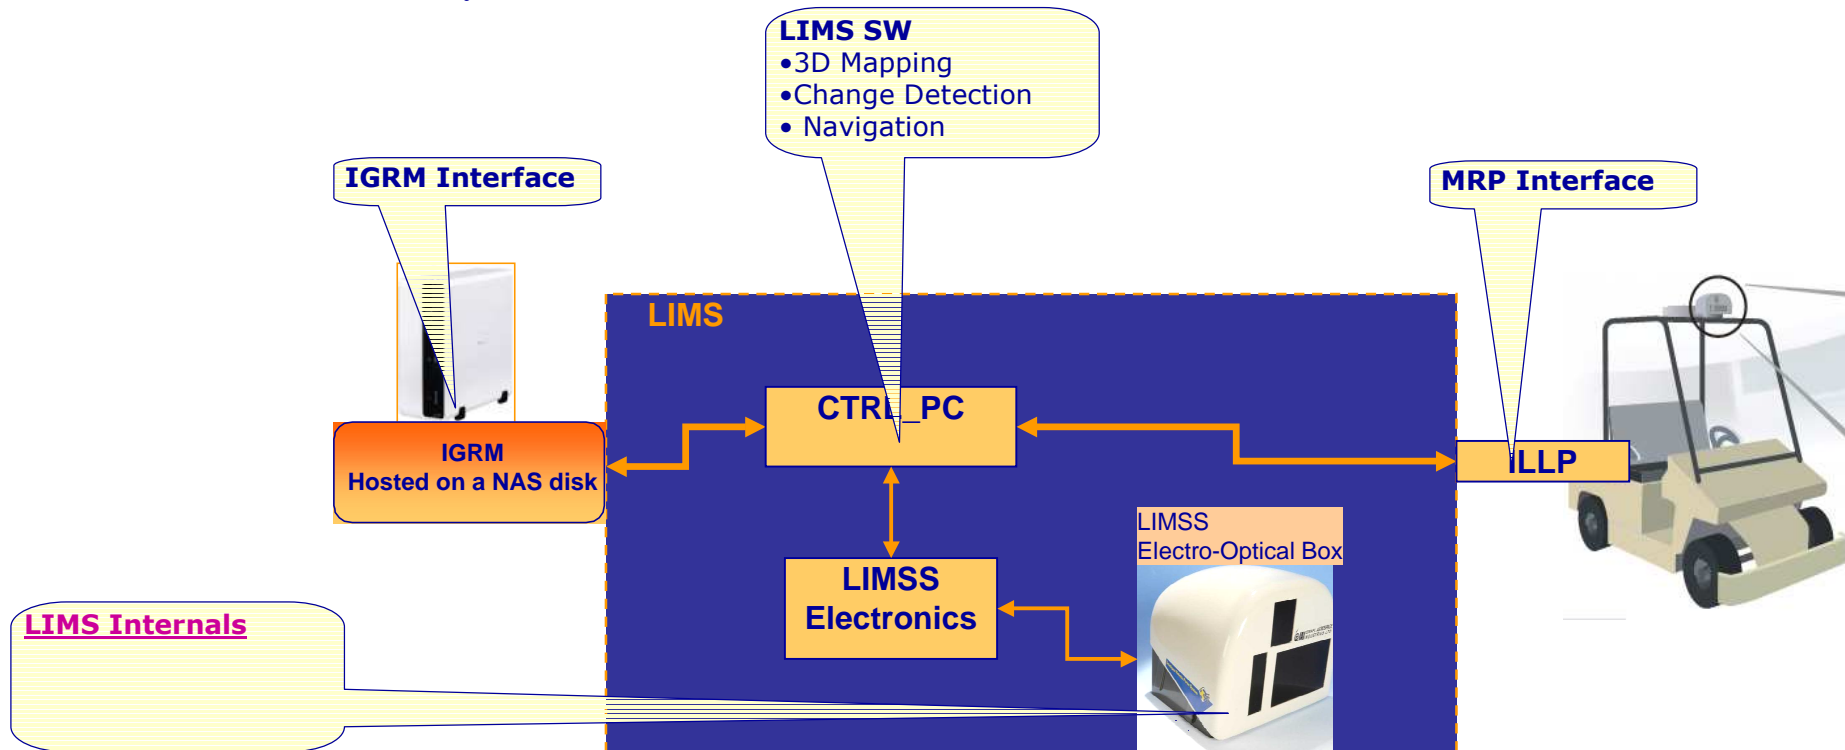 LIMS SW
•3D Mapping
•Change Detection
• Navigation
IGRM Interface
MRP Interface
LIMS
CTRL_PC
IGRM
Hosted on a NAS disk
ILLP
LIMSS
Electro-Optical Box
LIMSS
Electronics
LIMS Internals